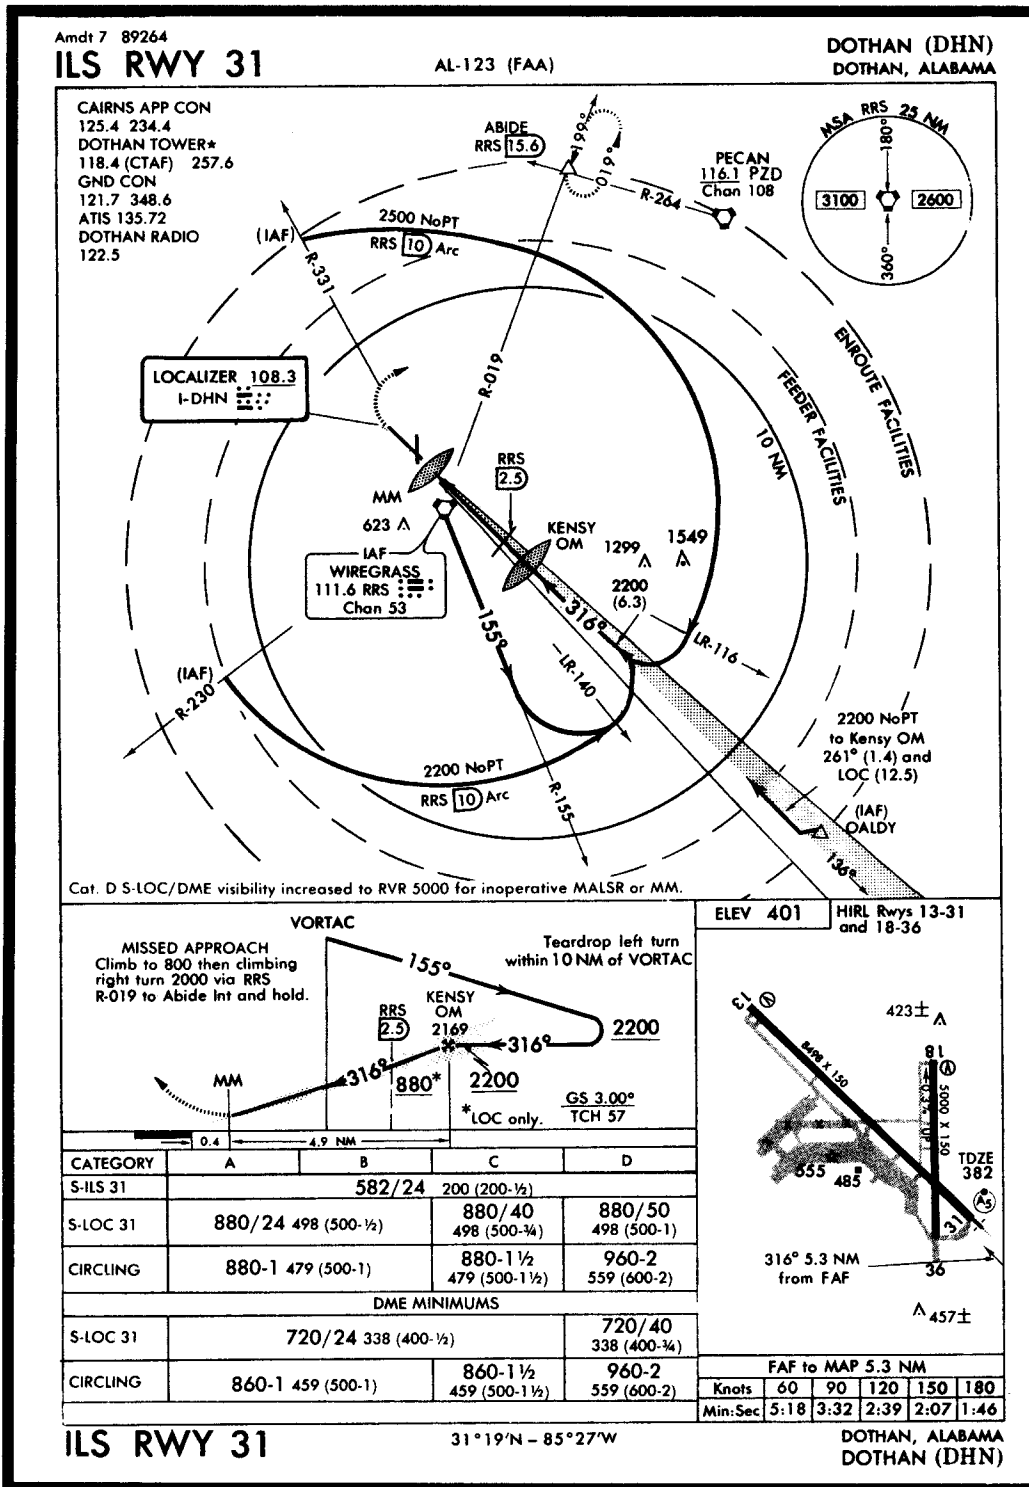 Amdt 7 89264
ILS RWY 31
AL-123 (FAA)
DOTHAN (DHN)
DOTHAN, ALABAMA
CAIRNS APP CON
125.4 234.4
DOTHAN TOWER★
118.4 (CTAF) 257.6
GND CON
121.7 348.6
ATIS 135.72
DOTHAN RADIO
122.5
ABIDE
RRS 15.6
199°
019°
PECAN
116.1 PZD
Chan 108
R-264
MSA RRS 25 NM
180°
3100
2600
360°
(IAF)
2500 NoPT
RRS 10 Arc
R-331
R-019
LOCALIZER 108.3
I-DHN
ENROUTE FACILITIES
FEEDER FACILITIES
10 NM
RRS
2.5
MM
623
KENSY
OM
1299
1549
IAF
WIREGRASS
111.6 RRS
Chan 53
2200
(6.3)
316°
155°
LR-116
LR-140
(IAF)
R-230
2200 NoPT
RRS 10 Arc
R-155
2200 NoPT
to Kensy OM
261° (1.4) and
LOC (12.5)
(IAF)
OALDY
136°
Cat. D S-LOC/DME visibility increased to RVR 5000 for inoperative MALSR or MM.
VORTAC
MISSED APPROACH
Climb to 800 then climbing
right turn 2000 via RRS
R-019 to Abide Int and hold.
Teardrop left turn
within 10 NM of VORTAC
155°
RRS
2.5
KENSY
OM
2169
2200
316°
316°
MM
880*
2200
*LOC only.
GS 3.00°
TCH 57
0.4
4.9 NM
CATEGORY A B C D
S-ILS 31 582/24 200 (200-½)
S-LOC 31 880/24 498 (500-½) 880/40 498 (500-¾) 880/50 498 (500-1)
CIRCLING 880-1 479 (500-1) 880-1½ 479 (500-1½) 960-2 559 (600-2)
DME MINIMUMS
S-LOC 31 720/24 338 (400-½) 720/40 338 (400-¾)
CIRCLING 860-1 459 (500-1) 860-1½ 459 (500-1½) 960-2 559 (600-2)
ELEV 401
HIRL Rwys 13-31
and 18-36
13
423±
8498 X 150
18
5000 X 150
TDZE
382
655
485
A5
31
36
316° 5.3 NM
from FAF
457±
FAF to MAP 5.3 NM
Knots 60 90 120 150 180
Min:Sec 5:18 3:32 2:39 2:07 1:46
ILS RWY 31
31°19'N – 85°27'W
DOTHAN, ALABAMA
DOTHAN (DHN)